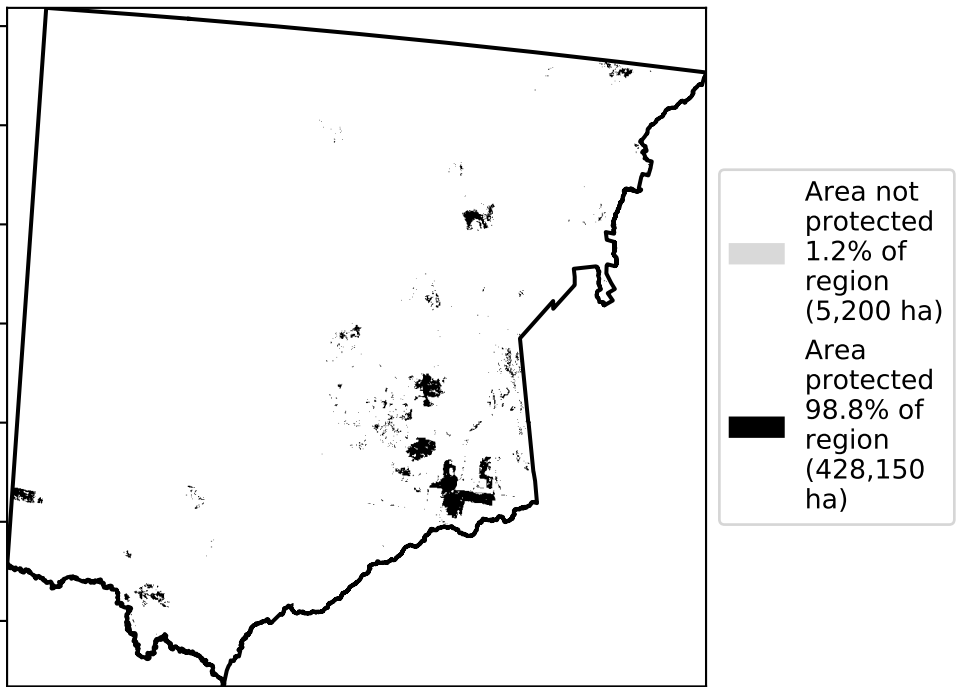 Area not
protected
1.2% of
region
(5,200 ha)
Area
protected
98.8% of
region
(428,150
ha)